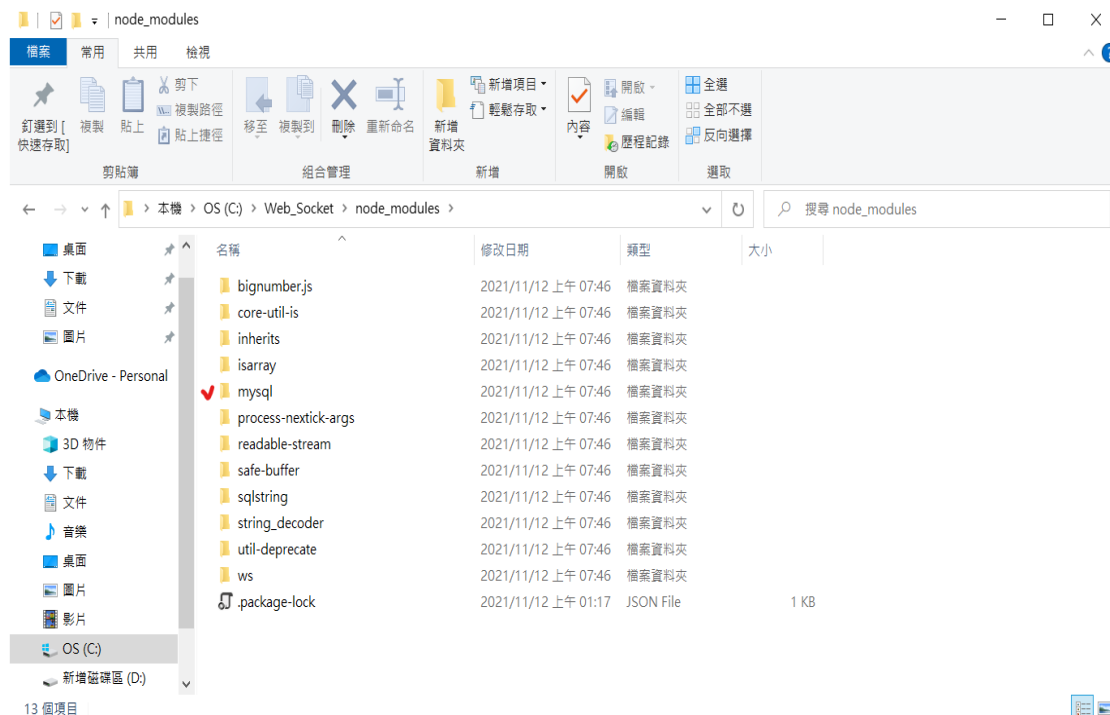 node_modules
檔案 常用 共用 檢視
釘選到 [快速存取] 複製 貼上 剪下 複製路徑 貼上捷徑
移至 複製到 刪除 重新命名
新增資料夾 新增項目 輕鬆存取
內容 開啟 編輯 歷程記錄
全選 全部不選 反向選擇
剪貼簿 組合管理 新增 開啟 選取
本機 OS (C:) Web_Socket node_modules
搜尋 node_modules
桌面
下載
文件
圖片
OneDrive - Personal
本機
3D 物件
下載
文件
音樂
桌面
圖片
影片
OS (C:)
新增磁碟區 (D:)
名稱 修改日期 類型 大小
bignumber.js 2021/11/12 上午 07:46 檔案資料夾
core-util-is 2021/11/12 上午 07:46 檔案資料夾
inherits 2021/11/12 上午 07:46 檔案資料夾
isarray 2021/11/12 上午 07:46 檔案資料夾
mysql 2021/11/12 上午 07:46 檔案資料夾
process-nextick-args 2021/11/12 上午 07:46 檔案資料夾
readable-stream 2021/11/12 上午 07:46 檔案資料夾
safe-buffer 2021/11/12 上午 07:46 檔案資料夾
sqlstring 2021/11/12 上午 07:46 檔案資料夾
string_decoder 2021/11/12 上午 07:46 檔案資料夾
util-deprecate 2021/11/12 上午 07:46 檔案資料夾
ws 2021/11/12 上午 07:46 檔案資料夾
.package-lock 2021/11/12 上午 01:17 JSON File 1 KB
13 個項目